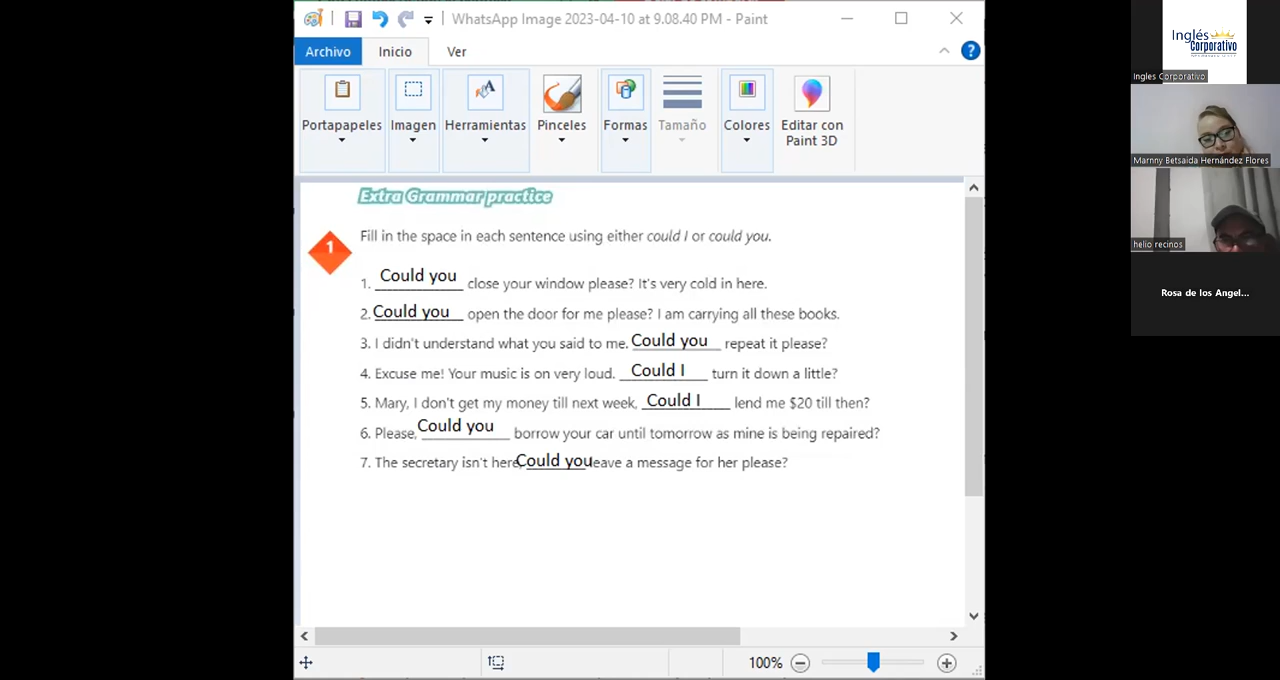 WhatsApp Image 2023-04-10 at 9.08.40 PM - Paint
Archivo Inicio Ver
Portapapeles Imagen Herramientas Pinceles Formas Tamaño Colores Editar con Paint 3D
Extra Grammar practice
1
Fill in the space in each sentence using either could I or could you.
1. Could you close your window please? It's very cold in here.
2. Could you open the door for me please? I am carrying all these books.
3. I didn't understand what you said to me. Could you repeat it please?
4. Excuse me! Your music is on very loud. Could I turn it down a little?
5. Mary, I don't get my money till next week, Could I lend me $20 till then?
6. Please, Could you borrow your car until tomorrow as mine is being repaired?
7. The secretary isn't here, Could you leave a message for her please?
100%
Inglés
Corporativo
Ingles Corporativo
Marnny Betsaida Hernández Flores
helio recinos
Rosa de los Angel...